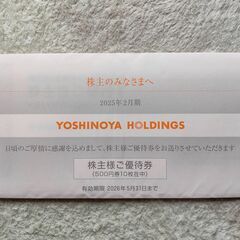 株主のみなさまへ
2025年2月期
YOSHINOYA HOLDINGS
日頃のご厚情に感謝を込めまして、株主様ご優待券をお送りさせていただきます
株主様ご優待券
(500円券10枚在中)
有効期限 2026年5月31日まで